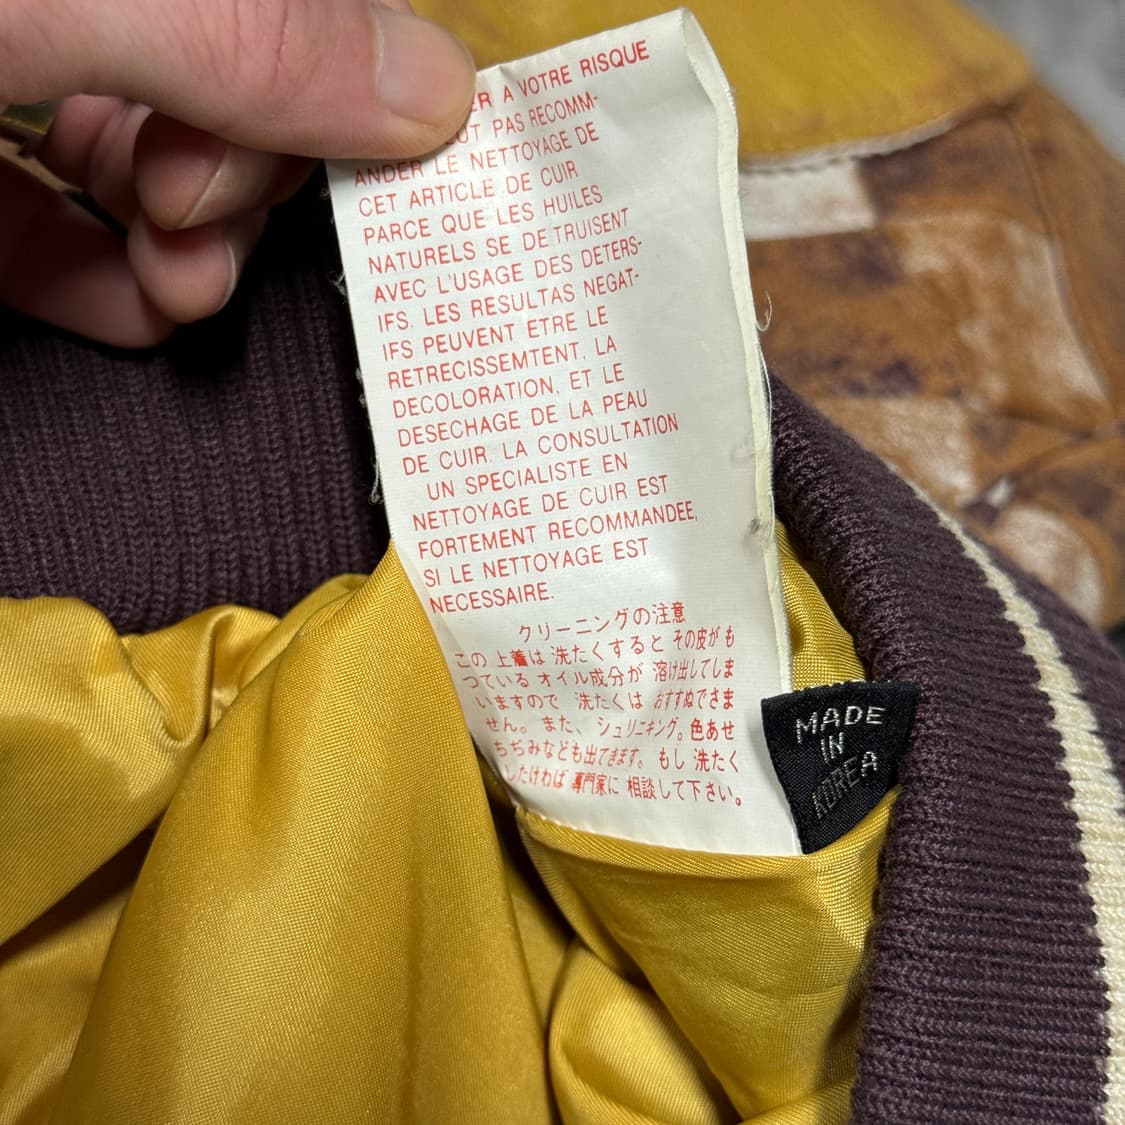 A VOTRE RISQUE
PAS RECOMM-
ANDER LE NETTOYAGE DE
CET ARTICLE DE CUIR
PARCE QUE LES HUILES
NATURELS SE DETRUISENT
AVEC L'USAGE DES DETERS-
IFS. LES RESULTAS NEGAT-
IFS PEUVENT ETRE LE
RETRECISSEMTENT, LA
DECOLORATION, ET LE
DESECHAGE DE LA PEAU
DE CUIR, LA CONSULTATION
UN SPECIALISTE EN
NETTOYAGE DE CUIR EST
FORTEMENT RECOMMANDEE,
SI LE NETTOYAGE EST
NECESSAIRE.
クリーニングの注意
この上着は 洗たくすると その皮がも
っている オイル成分が 溶け出してしま
いますので 洗たくは おすすぬできま
せん。また、シュリニキング。色あせ
ちぢみなども出てきます。もし 洗たく
したければ 専門家に 相談して下さい。
MADE
IN
KOREA